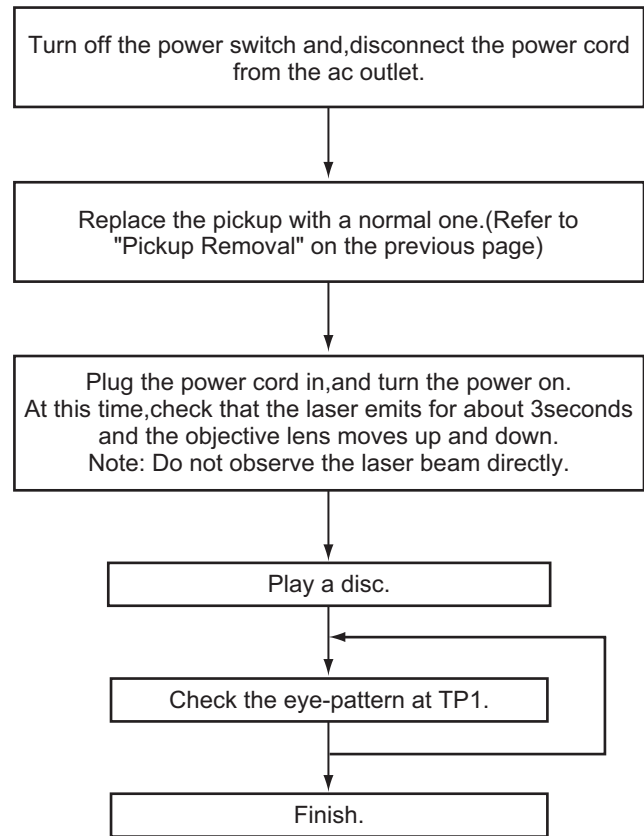 Turn off the power switch and,disconnect the power cord
from the ac outlet.
Replace the pickup with a normal one.(Refer to
"Pickup Removal" on the previous page)
Plug the power cord in,and turn the power on.
At this time,check that the laser emits for about 3seconds
and the objective lens moves up and down.
Note: Do not observe the laser beam directly.
Play a disc.
Check the eye-pattern at TP1.
Finish.